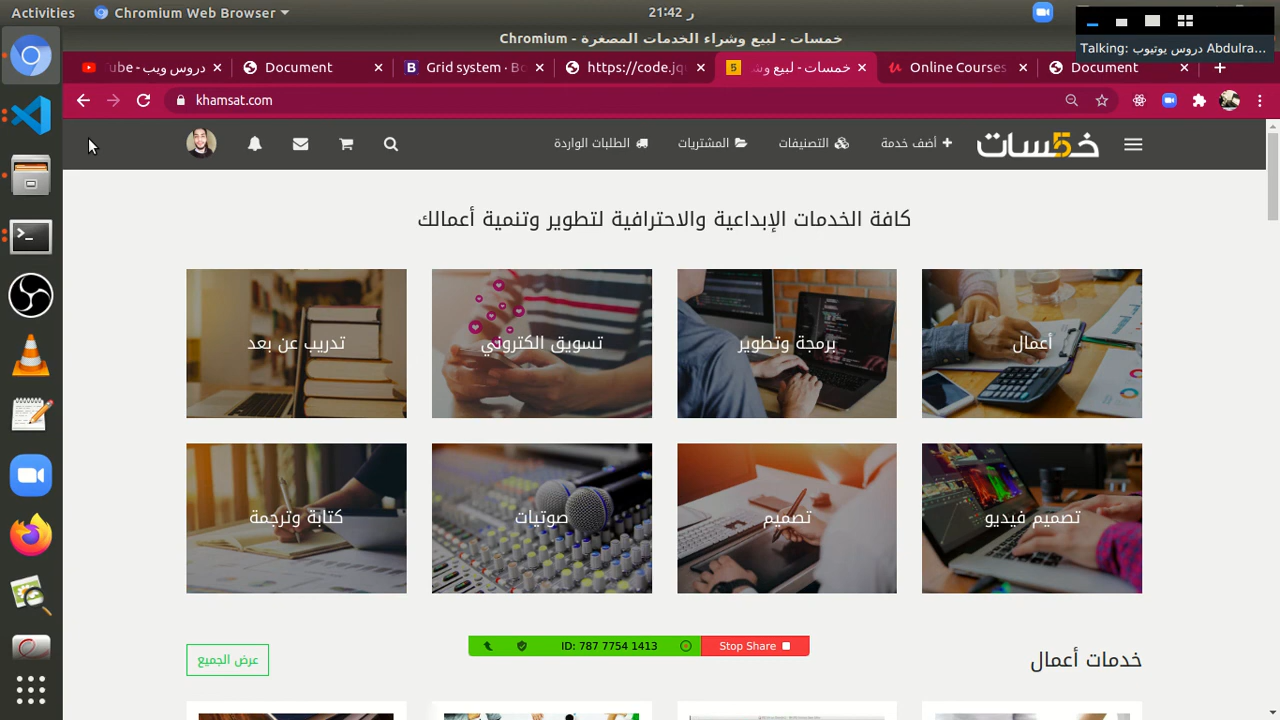 Activities
Chromium Web Browser
21:42 ر
خمسات - لبيع وشراء الخدمات المصغرة - Chromium
Talking: دروس يوتيوب Abdulra...
دروس ويب - Tube
Document
Grid system · Bo
https://code.jq
خمسات - لبيع وش
Online Courses
Document
khamsat.com
خمسات
أضف خدمة
التصنيفات
المشتريات
الطلبات الواردة
كافة الخدمات الإبداعية والاحترافية لتطوير وتنمية أعمالك
أعمال
برمجة وتطوير
تسويق الكتروني
تدريب عن بعد
تصميم فيديو
تصميم
صوتيات
كتابة وترجمة
ID: 787 7754 1413
Stop Share
خدمات أعمال
عرض الجميع